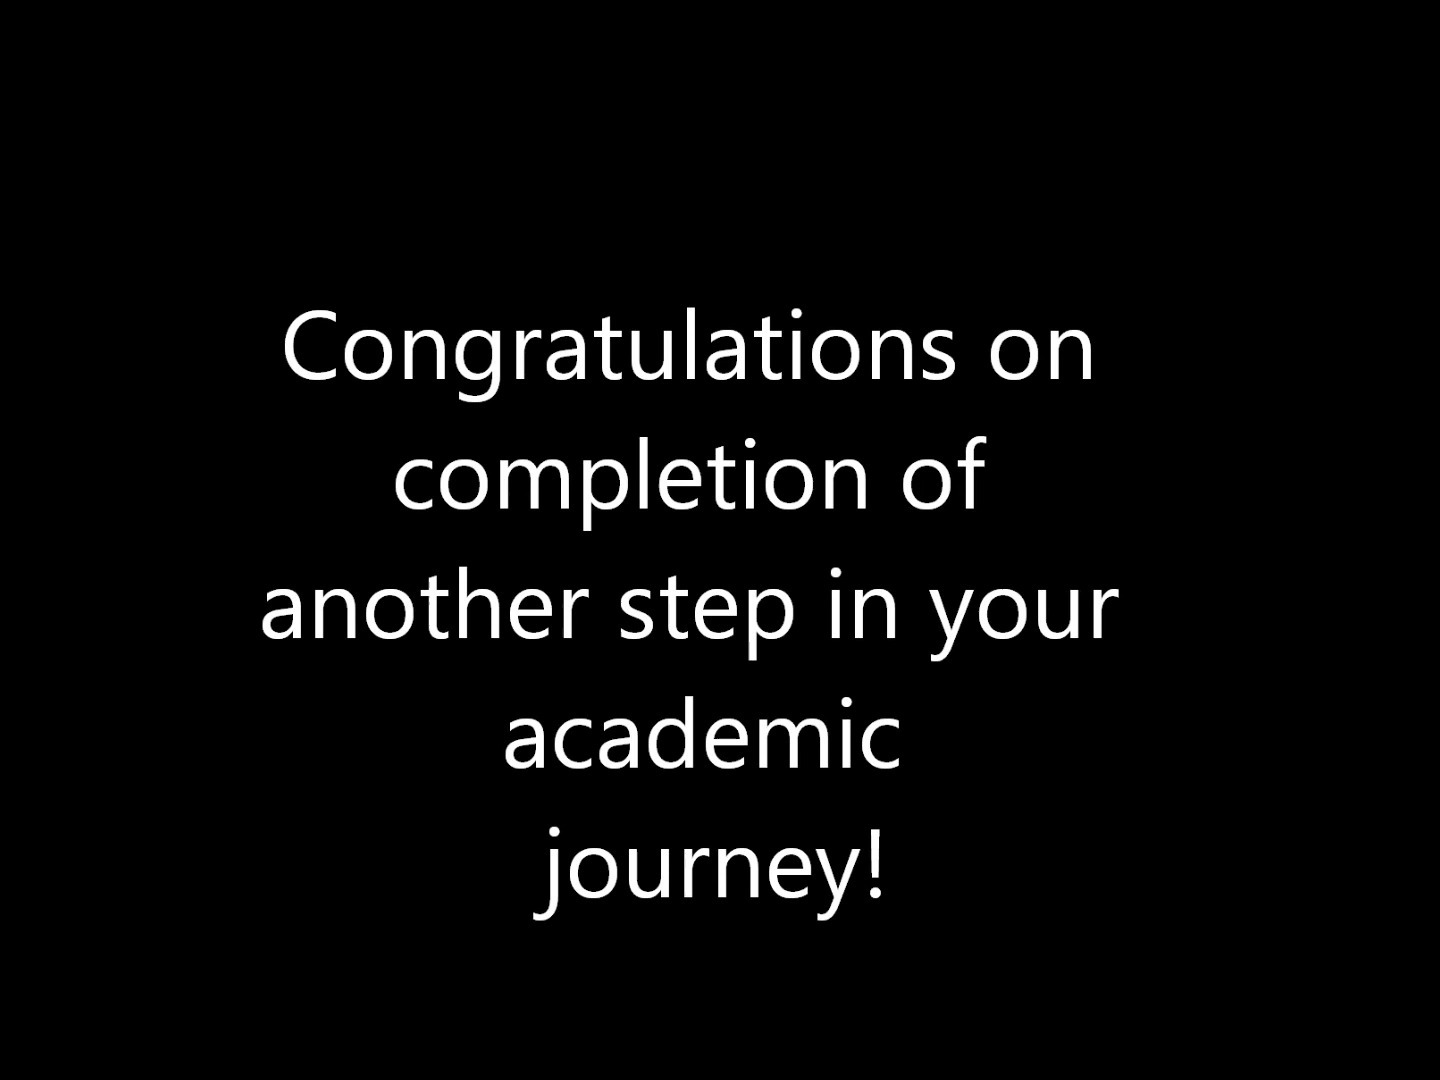 Congratulations on
completion of
another step in your
academic
journey!